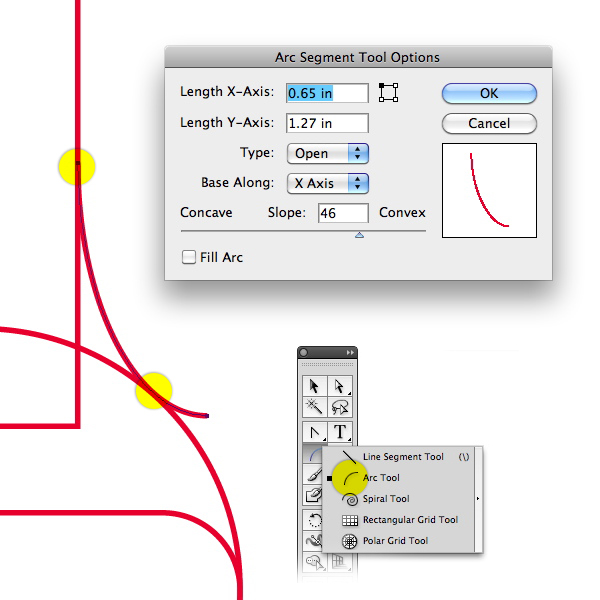 Arc Segment Tool Options
Length X-Axis: 0.65 in
OK
Length Y-Axis: 1.27 in
Cancel
Type: Open
Base Along: X Axis
Concave Slope: 46 Convex
Fill Arc
T
Line Segment Tool (\)
Arc Tool
Spiral Tool
Rectangular Grid Tool
Polar Grid Tool